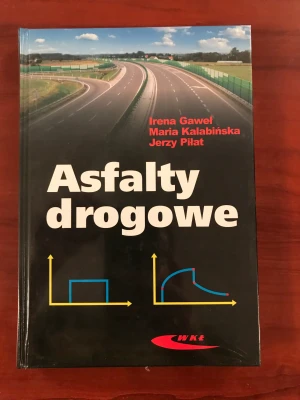 Irena Gaweł
Maria Kalabińska
Jerzy Piłat
Asfalty
drogowe
WKŁ